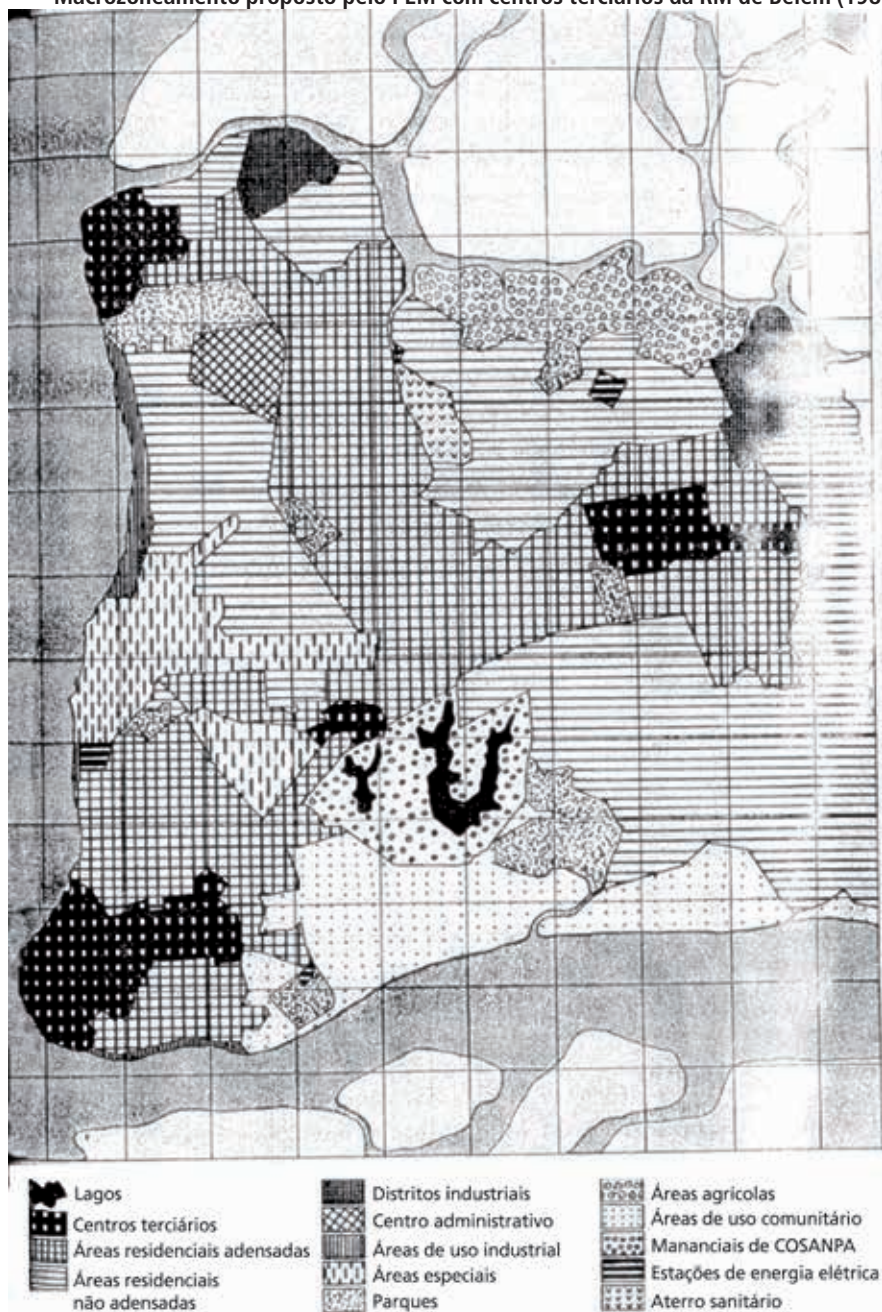 Macrozoneamento proposto pelo PEM com centros terciários da RM de Belém (198
Lagos
Centros terciários
Áreas residenciais adensadas
Áreas residenciais
não adensadas
Distritos industriais
Centro administrativo
Áreas de uso industrial
Áreas especiais
Parques
Áreas agrícolas
Áreas de uso comunitário
Mananciais de COSANPA
Estações de energia elétrica
Aterro sanitário